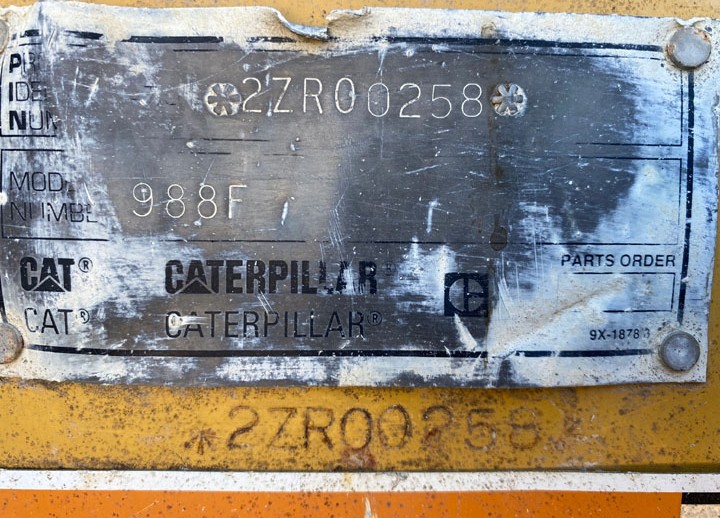 *2ZR00258*
988F
CAT® CATERPILLAR®
PARTS ORDER
CAT® CATERPILLAR®
*2ZR00258*